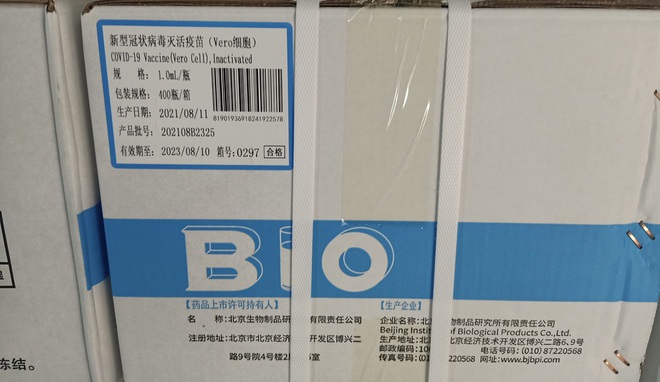 新型冠状病毒灭活疫苗（Vero细胞）
COVID-19 Vaccine(Vero Cell),Inactivated
规 格: 1.0mL/瓶
包装规格: 400瓶/箱
生产日期: 2021/08/11
81901936918241922578
产品批号: 202108B2325
有效期至: 2023/08/10 箱号: 0297 合格
BIO
【药品上市许可持有人】
名 称:北京生物制品研 有限责任公司
注册地址:北京市北京经济 开发区博兴二
路9号院4号楼2 室
【生产企业】
企业名称: 物制品研究所有限责任公司
Beijing Insti of Biological Products Co.,Ltd.
生产地址: 北京经济技术开发区博兴二路6、9号
邮政编码:10 电话号码: (010) 87220568
传真号码:(01 220568 网址: www.bjbpi.com
冻结。